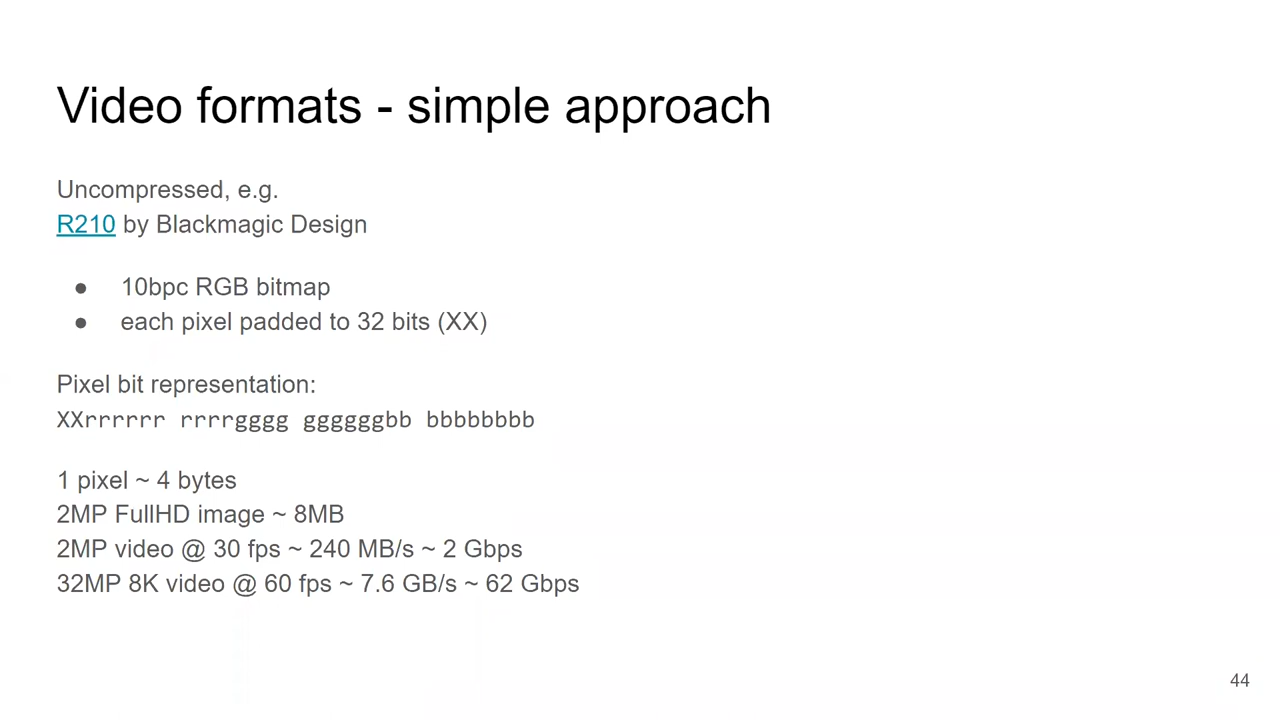 Video formats - simple approach
Uncompressed, e.g.
R210 by Blackmagic Design
● 10bpc RGB bitmap
● each pixel padded to 32 bits (XX)
Pixel bit representation:
XXrrrrrr rrrrgggg ggggggbb bbbbbbbb
1 pixel ~ 4 bytes
2MP FullHD image ~ 8MB
2MP video @ 30 fps ~ 240 MB/s ~ 2 Gbps
32MP 8K video @ 60 fps ~ 7.6 GB/s ~ 62 Gbps
44